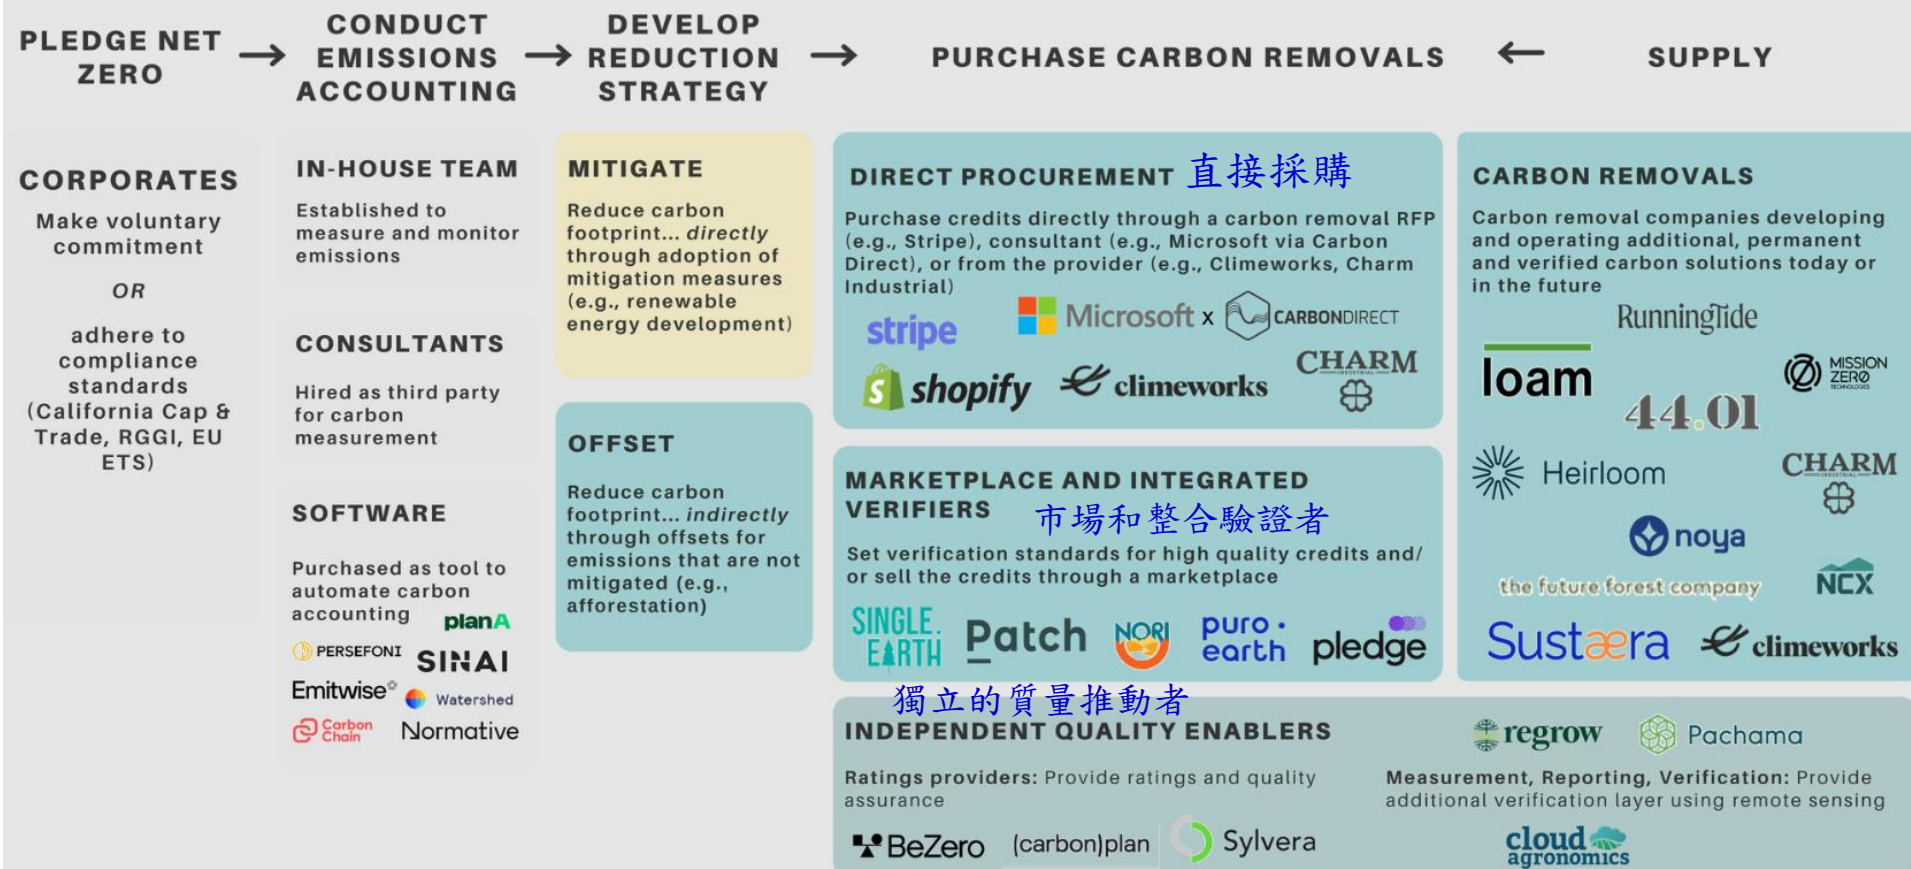 PLEDGE NET
ZERO
→
CONDUCT
EMISSIONS
ACCOUNTING
→
DEVELOP
REDUCTION
STRATEGY
→
PURCHASE CARBON REMOVALS
←
SUPPLY
CORPORATES
Make voluntary
commitment
OR
adhere to
compliance
standards
(California Cap &
Trade, RGGI, EU
ETS)
IN-HOUSE TEAM
Established to
measure and monitor
emissions
CONSULTANTS
Hired as third party
for carbon
measurement
SOFTWARE
Purchased as tool to
automate carbon
accounting
planA
PERSEFONI
SINAI
Emitwise
Watershed
Carbon
Chain
Normative
MITIGATE
Reduce carbon
footprint... directly
through adoption of
mitigation measures
(e.g., renewable
energy development)
OFFSET
Reduce carbon
footprint... indirectly
through offsets for
emissions that are not
mitigated (e.g.,
afforestation)
DIRECT PROCUREMENT 直接採購
Purchase credits directly through a carbon removal RFP
(e.g., Stripe), consultant (e.g., Microsoft via Carbon
Direct), or from the provider (e.g., Climeworks, Charm
Industrial)
stripe
Microsoft x CARBONDIRECT
shopify
climeworks
CHARM
INDUSTRIAL
MARKETPLACE AND INTEGRATED
VERIFIERS 市場和整合驗證者
Set verification standards for high quality credits and/
or sell the credits through a marketplace
SINGLE.
EARTH
Patch
NORI
puro·
earth
pledge
CARBON REMOVALS
Carbon removal companies developing
and operating additional, permanent
and verified carbon solutions today or
in the future
RunningTide
loam
MISSION
ZERØ
TECHNOLOGIES
44.01
Heirloom
CHARM
INDUSTRIAL
noya
the future forest company
NCX
Sustæra
climeworks
獨立的質量推動者
INDEPENDENT QUALITY ENABLERS
Ratings providers: Provide ratings and quality
assurance
BeZero
(carbon)plan
Sylvera
regrow
Pachama
Measurement, Reporting, Verification: Provide
additional verification layer using remote sensing
cloud
agronomics